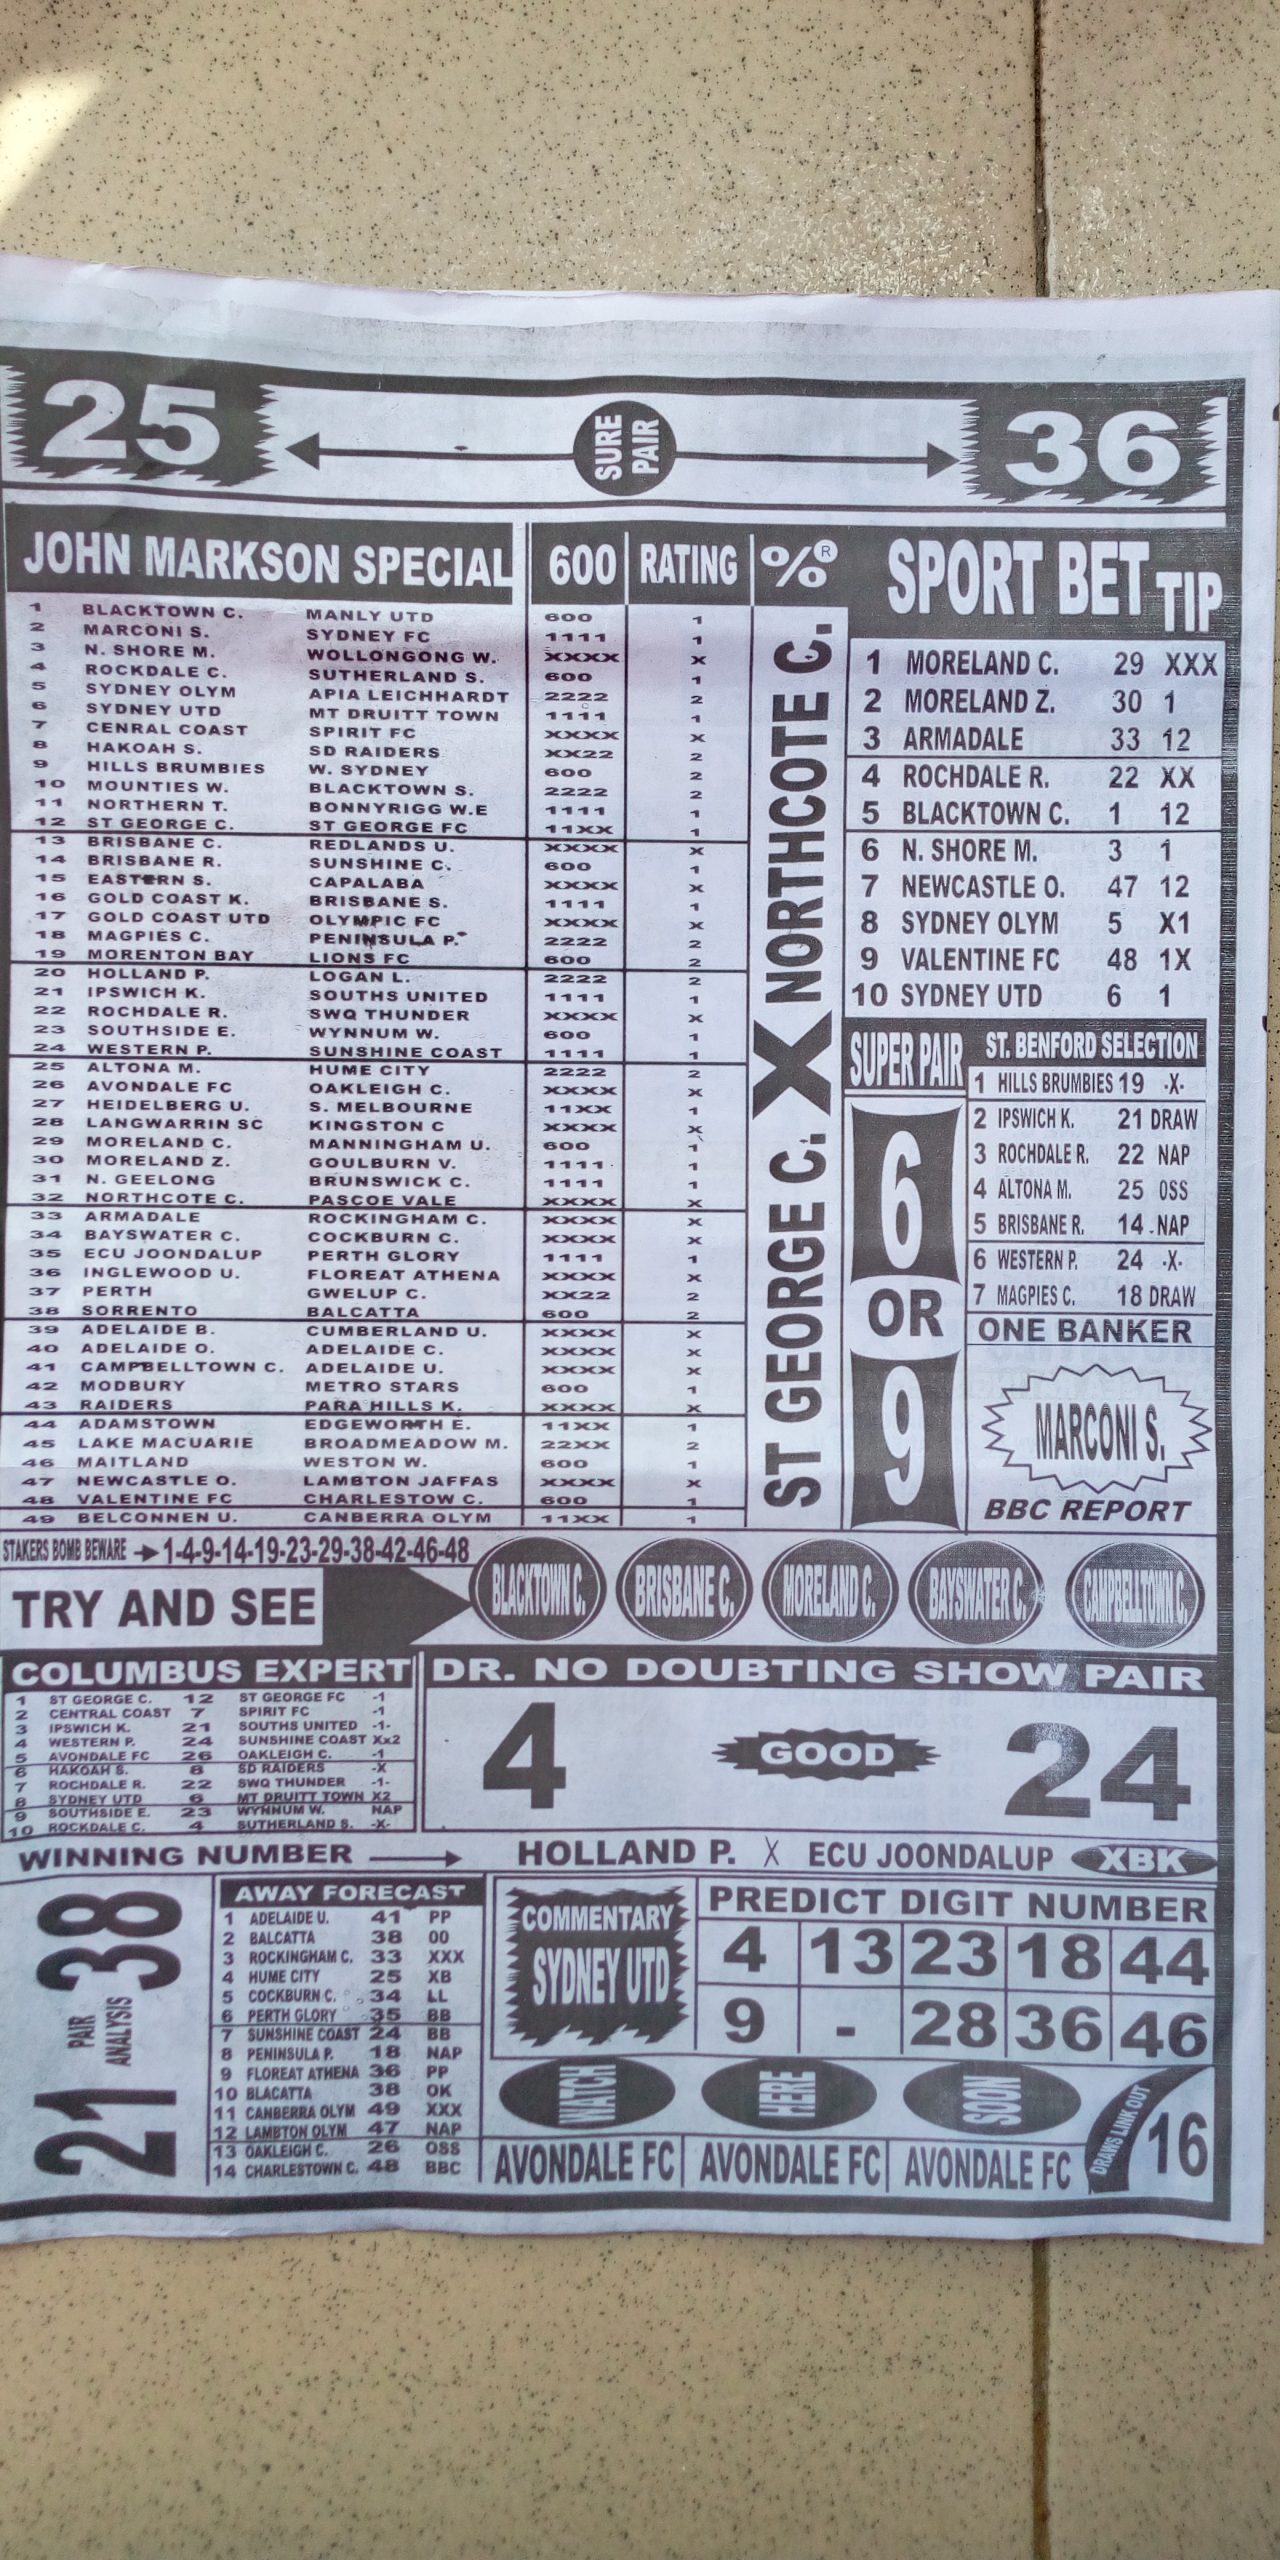 25 SURE PAIR 36
JOHN MARKSON SPECIAL 600 RATING %®
1 BLACKTOWN C. MANLY UTD 600 1
2 MARCONI S. SYDNEY FC 1111 1
3 N. SHORE M. WOLLONGONG W. XXXX X
4 ROCKDALE C. SUTHERLAND S. 600 1
5 SYDNEY OLYM APIA LEICHHARDT 2222 2
6 SYDNEY UTD MT DRUITT TOWN 1111 1
7 CENRAL COAST SPIRIT FC XXXX X
8 HAKOAH S. SD RAIDERS XX22 2
9 HILLS BRUMBIES W. SYDNEY 600 2
10 MOUNTIES W. BLACKTOWN S. 2222 2
11 NORTHERN T. BONNYRIGG W.E 1111 1
12 ST GEORGE C. ST GEORGE FC 11XX 1
13 BRISBANE C. REDLANDS U. XXXX X
14 BRISBANE R. SUNSHINE C. 600 1
15 EASTERN S. CAPALABA XXXX X
16 GOLD COAST K. BRISBANE S. 1111 1
17 GOLD COAST UTD OLYMPIC FC XXXX X
18 MAGPIES C. PENINSULA P. 2222 2
19 MORENTON BAY LIONS FC 600 2
20 HOLLAND P. LOGAN L. 2222 2
21 IPSWICH K. SOUTHS UNITED 1111 1
22 ROCHDALE R. SWQ THUNDER XXXX X
23 SOUTHSIDE E. WYNNUM W. 600 1
24 WESTERN P. SUNSHINE COAST 1111 1
25 ALTONA M. HUME CITY 2222 2
26 AVONDALE FC OAKLEIGH C. XXXX X
27 HEIDELBERG U. S. MELBOURNE 11XX 1
28 LANGWARRIN SC KINGSTON C XXXX X
29 MORELAND C. MANNINGHAM U. 600 1
30 MORELAND Z. GOULBURN V. 1111 1
31 N. GEELONG BRUNSWICK C. 1111 1
32 NORTHCOTE C. PASCOE VALE XXXX X
33 ARMADALE ROCKINGHAM C. XXXX X
34 BAYSWATER C. COCKBURN C. XXXX X
35 ECU JOONDALUP PERTH GLORY 1111 1
36 INGLEWOOD U. FLOREAT ATHENA XXXX X
37 PERTH GWELUP C. XX22 2
38 SORRENTO BALCATTA 600 2
39 ADELAIDE B. CUMBERLAND U. XXXX X
40 ADELAIDE O. ADELAIDE C. XXXX X
41 CAMPBELLTOWN C. ADELAIDE U. XXXX X
42 MODBURY METRO STARS 600 1
43 RAIDERS PARA HILLS K. XXXX X
44 ADAMSTOWN EDGEWORTH E. 11XX 1
45 LAKE MACUARIE BROADMEADOW M. 22XX 2
46 MAITLAND WESTON W. 600 1
47 NEWCASTLE O. LAMBTON JAFFAS XXXX X
48 VALENTINE FC CHARLESTOW C. 600 1
49 BELCONNEN U. CANBERRA OLYM 11XX 1
ST GEORGE C. X NORTHCOTE C.
SPORT BET TIP
1 MORELAND C. 29 XXX
2 MORELAND Z. 30 1
3 ARMADALE 33 12
4 ROCHDALE R. 22 XX
5 BLACKTOWN C. 1 12
6 N. SHORE M. 3 1
7 NEWCASTLE O. 47 12
8 SYDNEY OLYM 5 X1
9 VALENTINE FC 48 1X
10 SYDNEY UTD 6 1
SUPER PAIR
6
OR
9
ST. BENFORD SELECTION
1 HILLS BRUMBIES 19 -X-
2 IPSWICH K. 21 DRAW
3 ROCHDALE R. 22 NAP
4 ALTONA M. 25 OSS
5 BRISBANE R. 14 NAP
6 WESTERN P. 24 -X-
7 MAGPIES C. 18 DRAW
ONE BANKER
MARCONI S.
BBC REPORT
STAKERS BOMB BEWARE 1-4-9-14-19-23-29-38-42-46-48
TRY AND SEE BLACKTOWN C. BRISBANE C. MORELAND C. BAYSWATER C. CAMPBELLTOWN C.
COLUMBUS EXPERT
1 ST GEORGE C. 12 ST GEORGE FC -1
2 CENTRAL COAST 7 SPIRIT FC -1
3 IPSWICH K. 21 SOUTHS UNITED -1-
4 WESTERN P. 24 SUNSHINE COAST Xx2
5 AVONDALE FC 26 OAKLEIGH C. -1
6 HAKOAH S. 8 SD RAIDERS -X
7 ROCHDALE R. 22 SWQ THUNDER -1-
8 SYDNEY UTD 6 MT DRUITT TOWN X2
9 SOUTHSIDE E. 23 WYNNUM W. NAP
10 ROCKDALE C. 4 SUTHERLAND S. -X-
DR. NO DOUBTING SHOW PAIR
4 GOOD 24
WINNING NUMBER HOLLAND P. X ECU JOONDALUP XBK
21 PAIR ANALYSIS 38
AWAY FORECAST
1 ADELAIDE U. 41 PP
2 BALCATTA 38 OO
3 ROCKINGHAM C. 33 XXX
4 HUME CITY 25 XB
5 COCKBURN C. 34 LL
6 PERTH GLORY 35 BB
7 SUNSHINE COAST 24 BB
8 PENINSULA P. 18 NAP
9 FLOREAT ATHENA 36 PP
10 BLACATTA 38 OK
11 CANBERRA OLYM 49 XXX
12 LAMBTON OLYM 47 NAP
13 OAKLEIGH C. 26 OSS
14 CHARLESTOWN C. 48 BBC
COMMENTARY
SYDNEY UTD
PREDICT DIGIT NUMBER
4 13 23 18 44
9 - 28 36 46
WATCH HERE SOON
AVONDALE FC AVONDALE FC AVONDALE FC
DRAWS LINK OUT 16